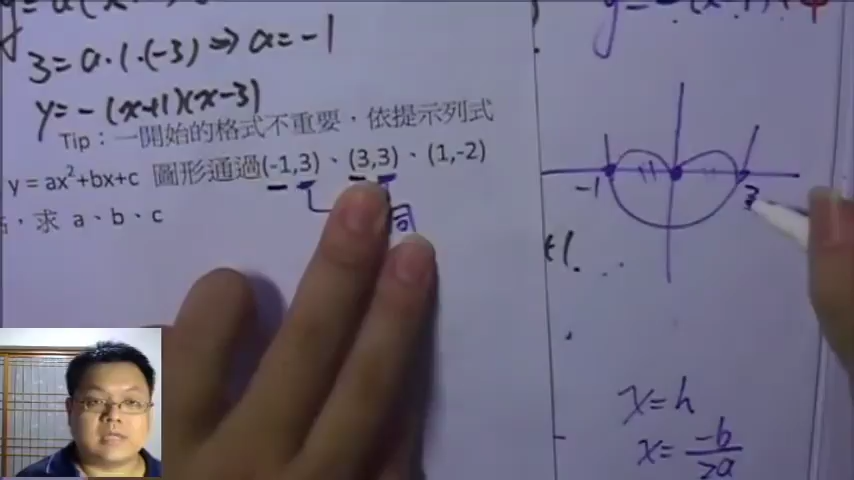 3 = a·1·(-3) ⇒ a = -1
y = -(x+1)(x-3)
Tip：一開始的格式不重要，依提示列式
y = ax²+bx+c 圖形通過(-1,3)、(3,3)、(1,-2)
，求 a、b、c
同
-1
3
x = h
x = -b/2a